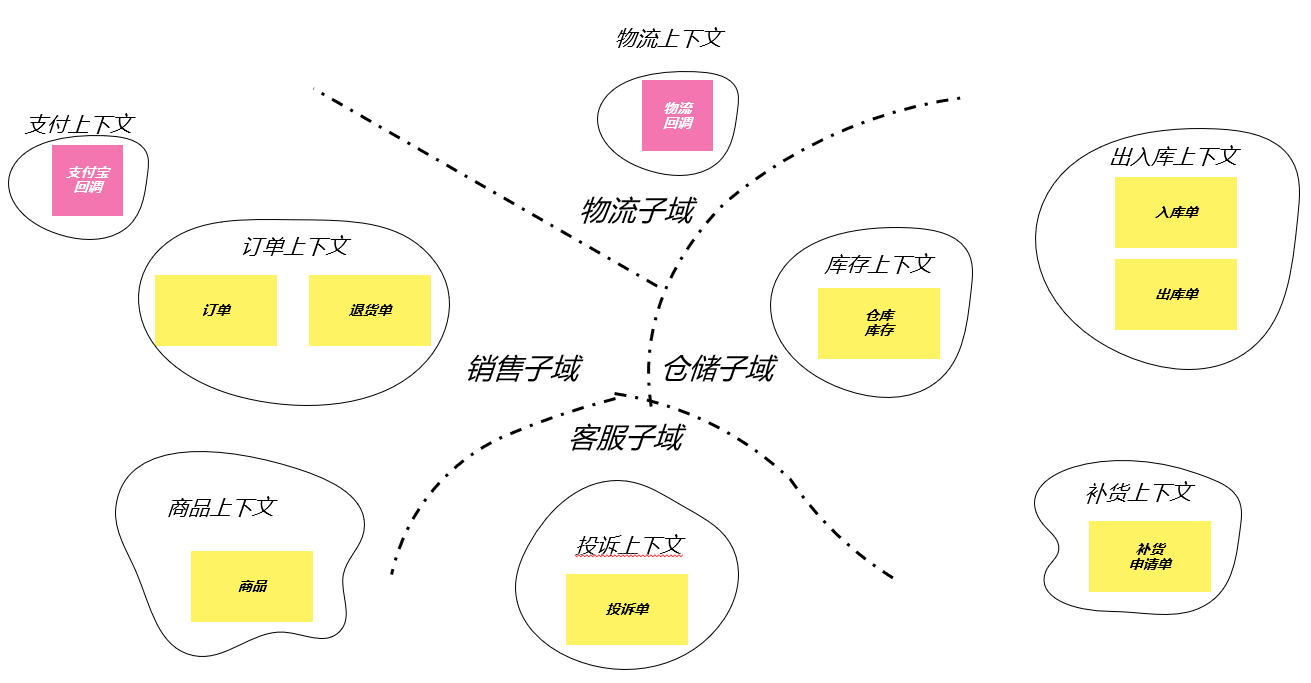 物流上下文
物流
回调
支付上下文
支付宝
回调
出入库上下文
入库单
出库单
物流子域
订单上下文
订单
退货单
库存上下文
仓库
库存
销售子域
仓储子域
客服子域
商品上下文
商品
投诉上下文
投诉单
补货上下文
补货
申请单